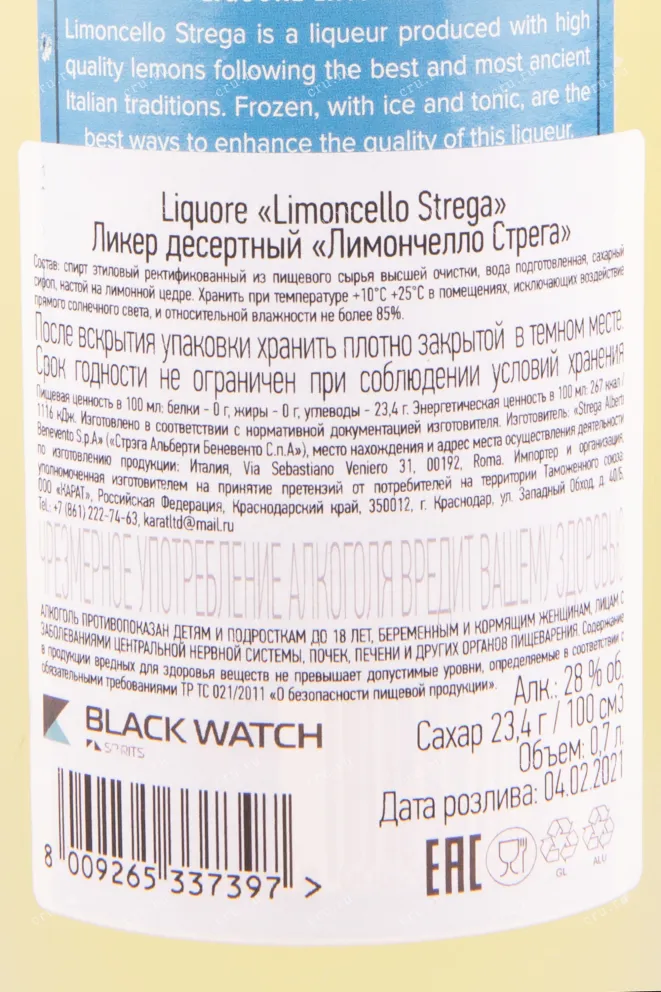 Limoncello Strega is a liqueur produced with high
quality lemons following the best and most ancient
Italian traditions. Frozen, with ice and tonic, are the
best ways to enhance the quality of this liqueur.
Liquore «Limoncello Strega»
Ликер десертный «Лимончелло Стрега»
Состав: спирт этиловый ректификованный из пищевого сырья высшей очистки, вода подготовленная, сахарный
сироп, настой на лимонной цедре. Хранить при температуре +10°C +25°C в помещениях, исключающих воздействие
прямого солнечного света, и относительной влажности не более 85%.
После вскрытия упаковки хранить плотно закрытой в темном месте.
Срок годности не ограничен при соблюдении условий хранения
Пищевая ценность в 100 мл: белки - 0 г, жиры - 0 г, углеводы - 23,4 г. Энергетическая ценность в 100 мл: 267 ккал /
1116 кДж. Изготовлено в соответствии с нормативной документацией изготовителя. Изготовитель: «Strega Alberti
Benevento S.p.A» («Стрэга Альберти Беневенто С.п.А»), место нахождения и адрес места осуществления деятельности
по изготовлению продукции: Италия, Via Sebastiano Veniero 31, 00192, Roma. Импортер и организация,
уполномоченная изготовителем на принятие претензий от потребителей на территории Таможенного союза
ООО «КАРАТ», Российская Федерация, Краснодарский край, 350012, г. Краснодар, ул. Западный Обход, д. 40/5,
Tel.: +7 (861) 222-74-63, karatltd@mail.ru
ЧРЕЗМЕРНОЕ УПОТРЕБЛЕНИЕ АЛКОГОЛЯ ВРЕДИТ ВАШЕМУ ЗДОРОВЬЮ
АЛКОГОЛЬ ПРОТИВОПОКАЗАН ДЕТЯМ И ПОДРОСТКАМ ДО 18 ЛЕТ, БЕРЕМЕННЫМ И КОРМЯЩИМ ЖЕНЩИНАМ, ЛИЦАМ С
ЗАБОЛЕВАНИЯМИ ЦЕНТРАЛЬНОЙ НЕРВНОЙ СИСТЕМЫ, ПОЧЕК, ПЕЧЕНИ И ДРУГИХ ОРГАНОВ ПИЩЕВАРЕНИЯ. Содержание
в продукции вредных для здоровья веществ не превышает допустимые уровни, определяемые в соответствии с
обязательными требованиями ТР ТС 021/2011 «О безопасности пищевой продукции».
Алк.: 28 % об.
Сахар 23,4 г / 100 см3
Объем: 0,7 л.
Дата розлива: 04.02.2021
BLACK WATCH
SPIRITS
8 009265 337397 >
EAC
GL
ALU